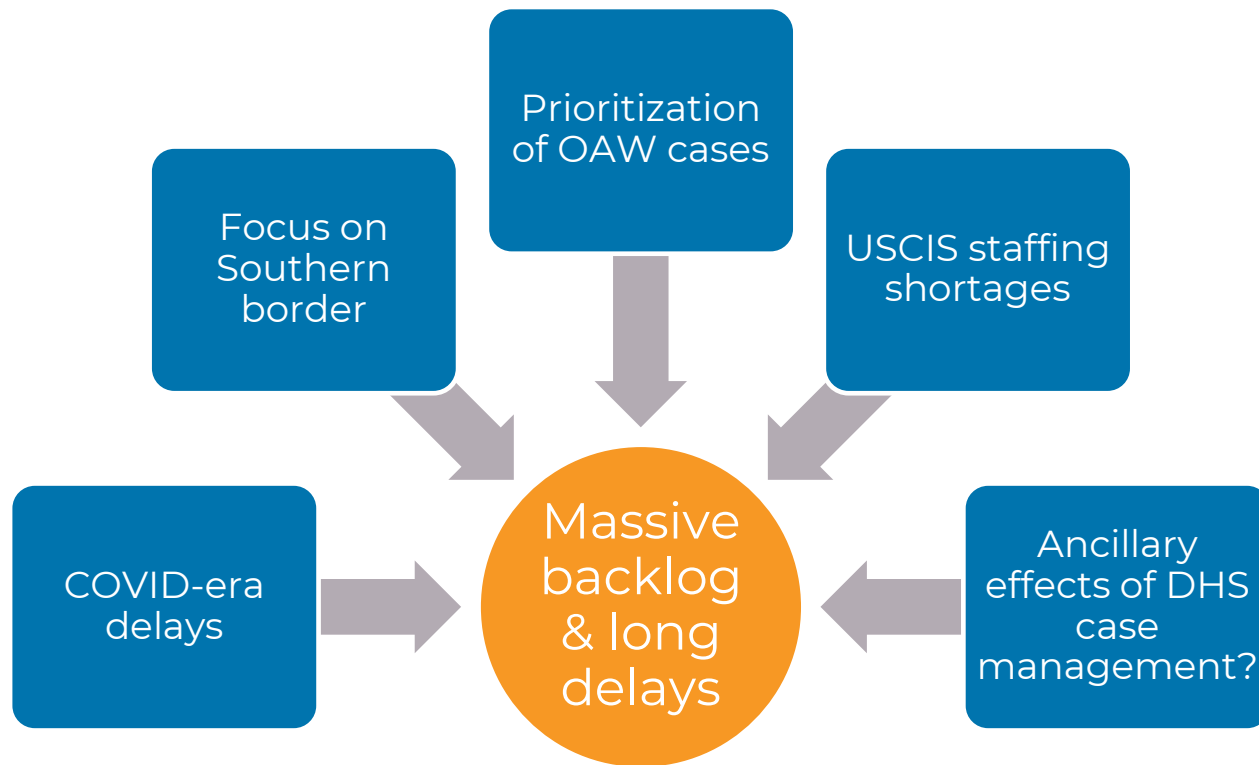 Prioritization
of OAW cases
Focus on
Southern
border
USCIS staffing
shortages
COVID-era
delays
Massive
backlog
& long
delays
Ancillary
effects of DHS
case
management?